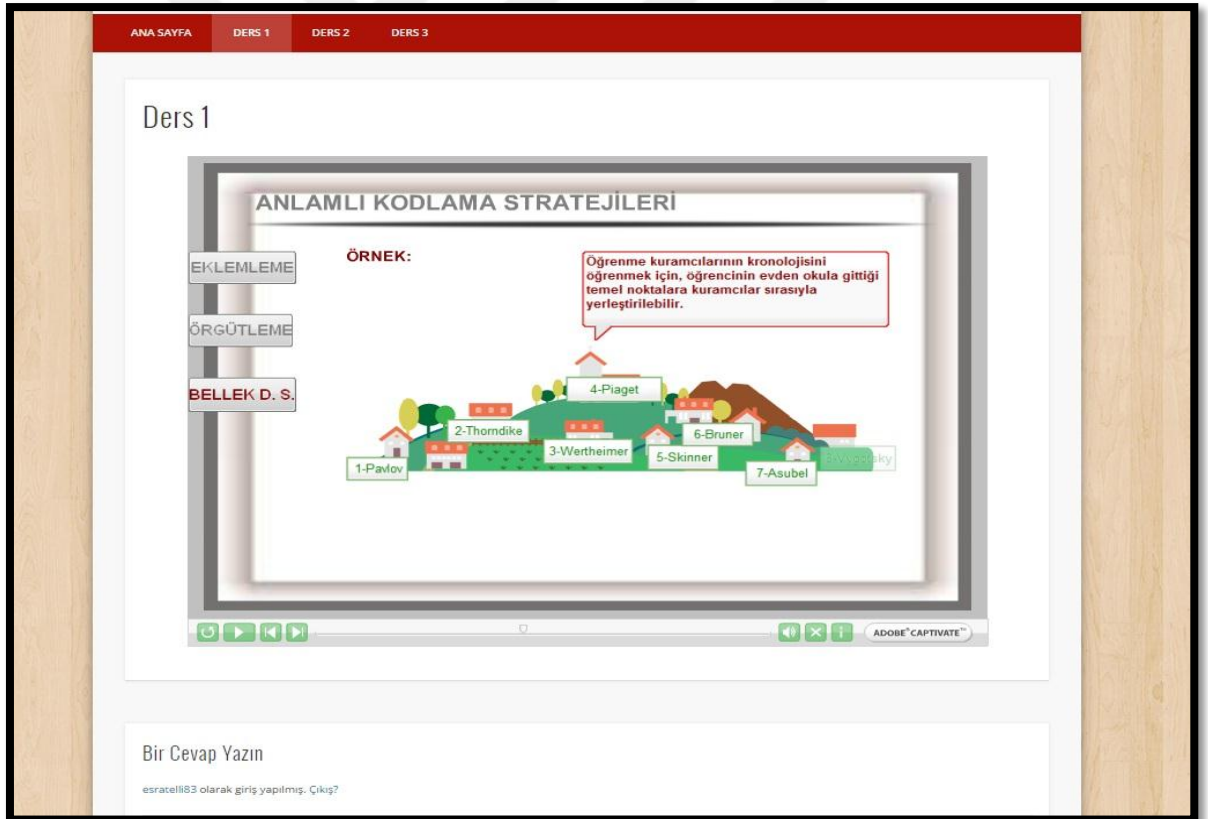 ANA SAYFA DERS 1 DERS 2 DERS 3
Ders 1
ANLAMLI KODLAMA STRATEJİLERİ
EKLEMLEME
ÖRGÜTLEME
BELLEK D. S.
ÖRNEK:
Öğrenme kuramcılarının kronolojisini
öğrenmek için, öğrencinin evden okula gittiği
temel noktalara kuramcılar sırasıyla
yerleştirilebilir.
4-Piaget
2-Thorndike
6-Bruner
3-Wertheimer
5-Skinner
1-Pavlov
7-Asubel
ADOBE® CAPTIVATE™
Bir Cevap Yazın
esratelli83 olarak giriş yapılmış. Çıkış?